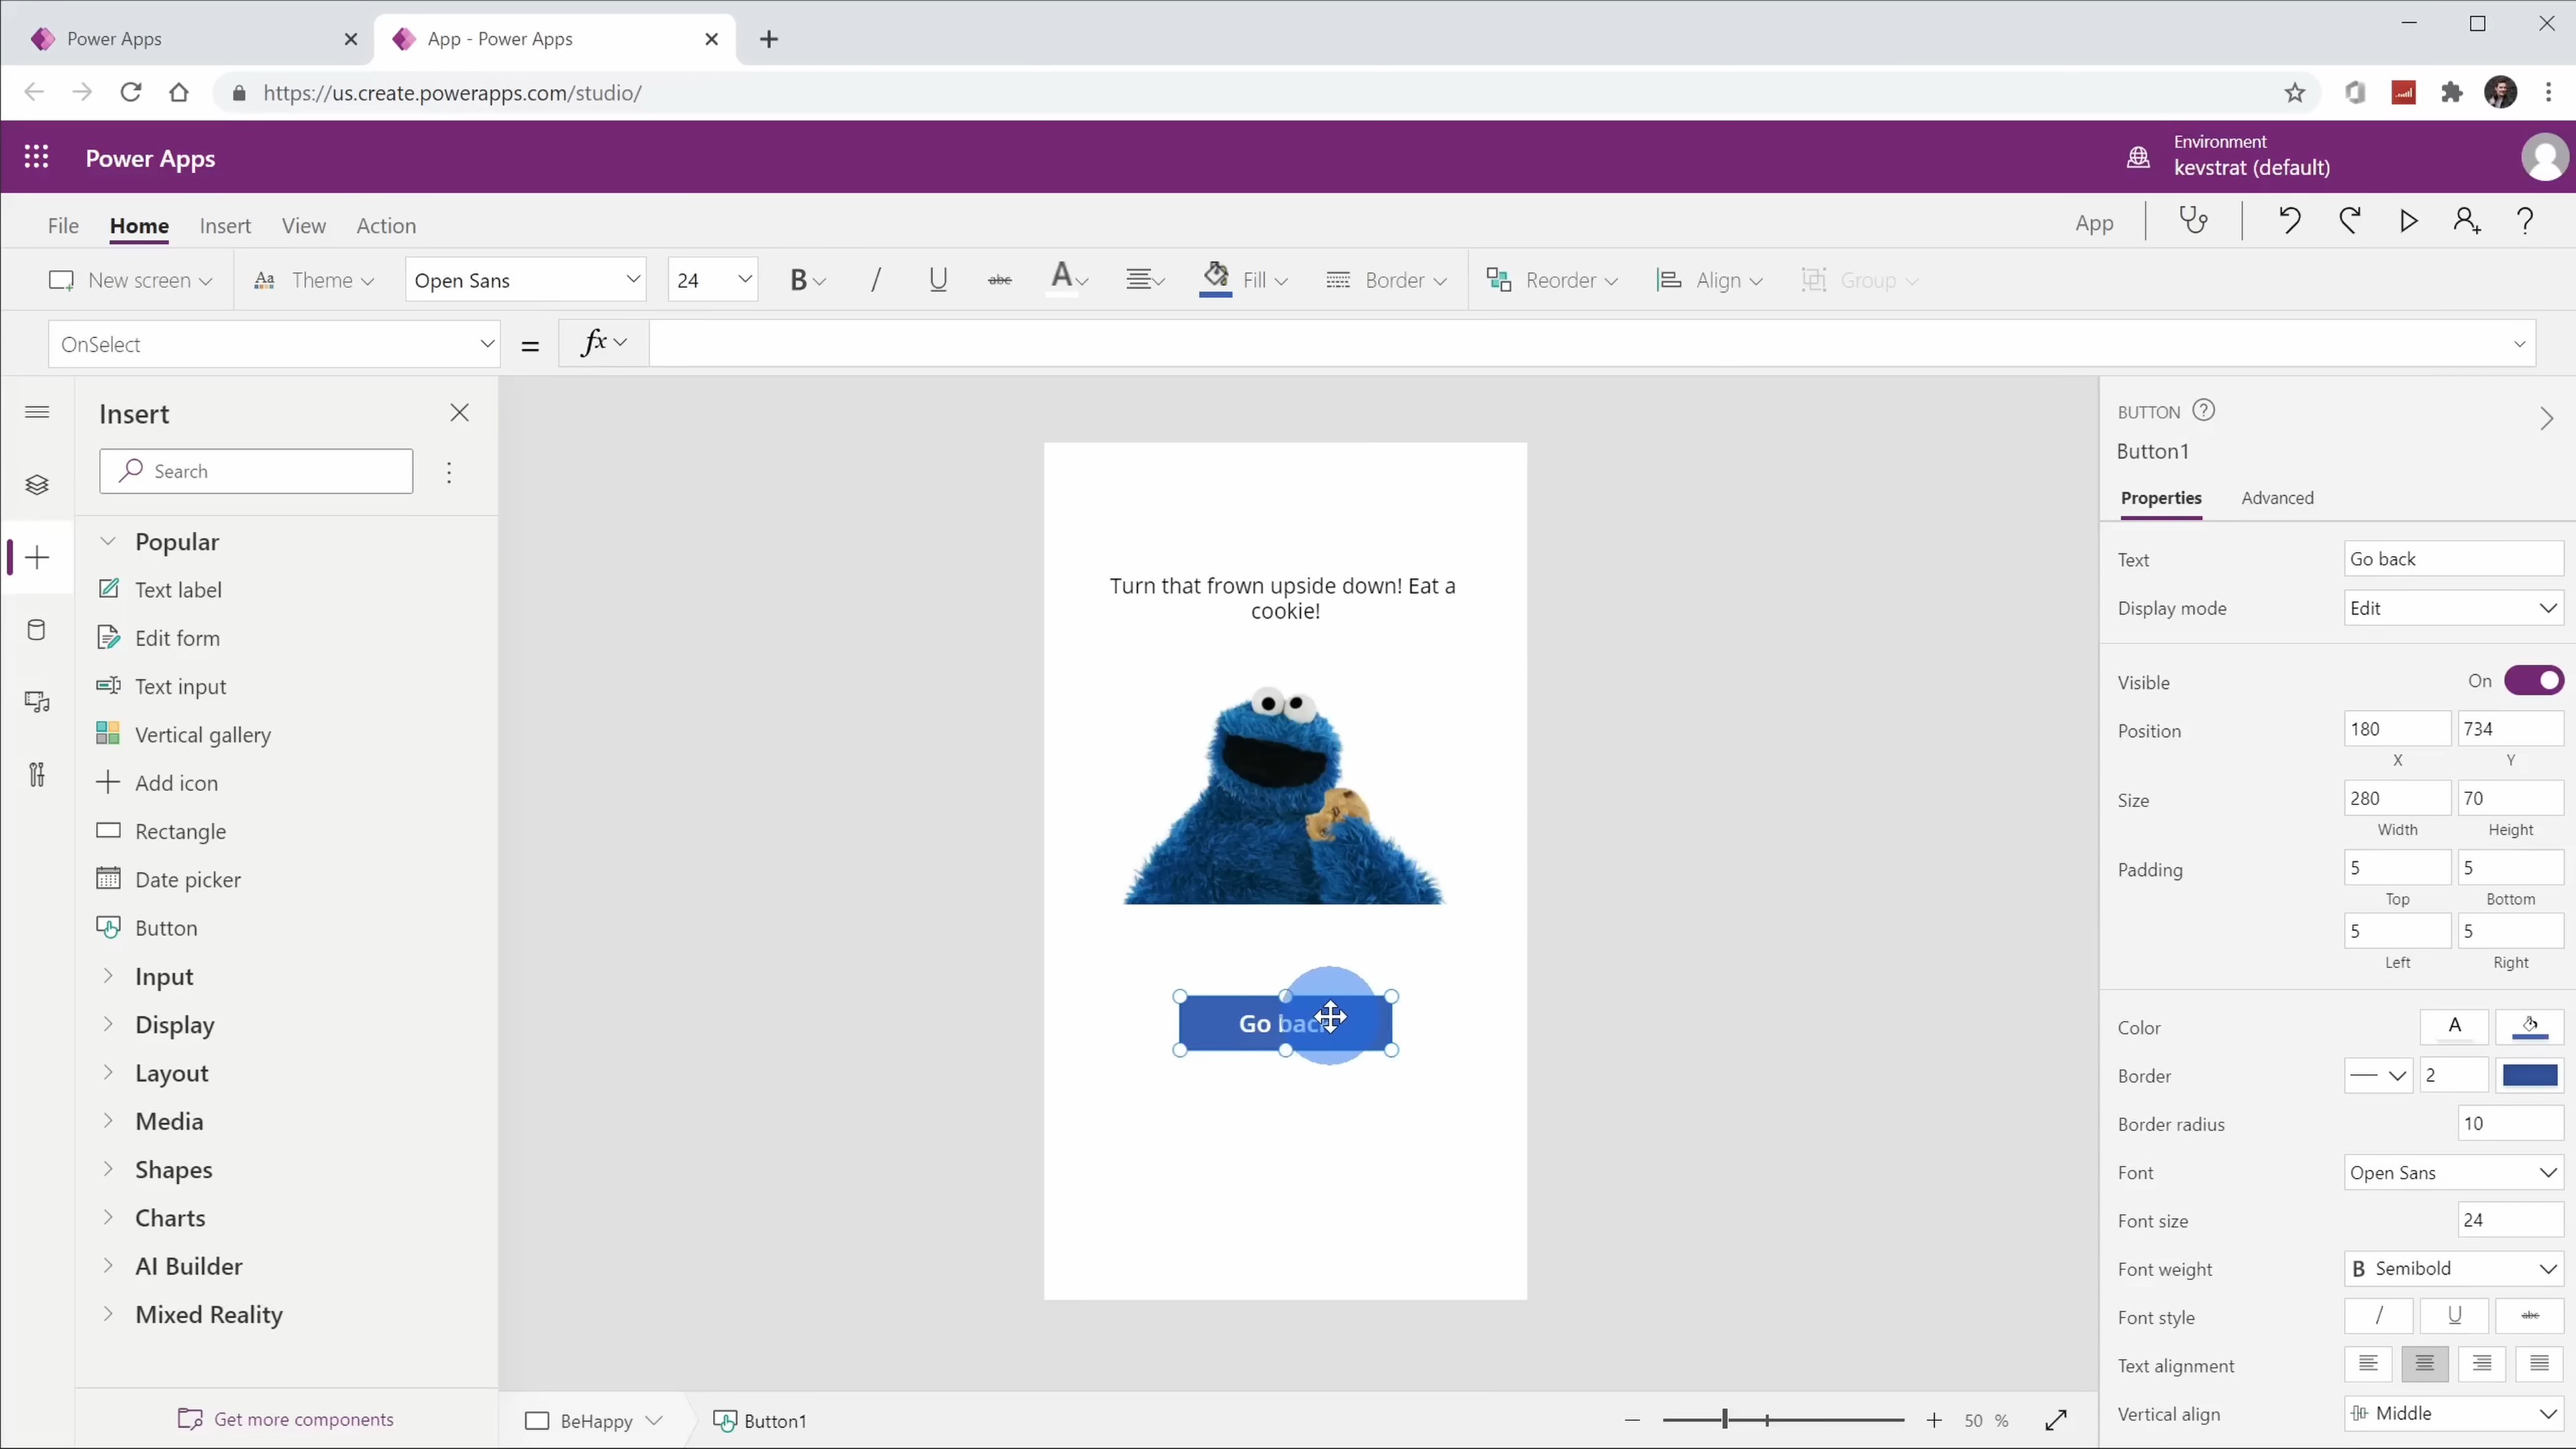 Power Apps
App - Power Apps
https://us.create.powerapps.com/studio/
Power Apps
Environment
kevstrat (default)
File
Home
Insert
View
Action
App
New screen
Theme
Open Sans
24
B
/
U
abc
A
Fill
Border
Reorder
Align
Group
OnSelect
=
fx
Insert
Search
Popular
Text label
Edit form
Text input
Vertical gallery
Add icon
Rectangle
Date picker
Button
Input
Display
Layout
Media
Shapes
Charts
AI Builder
Mixed Reality
Get more components
Turn that frown upside down! Eat a
cookie!
Go back
BeHappy
Button1
50 %
BUTTON
Button1
Properties
Advanced
Text
Go back
Display mode
Edit
Visible
On
Position
180
734
X
Y
Size
280
70
Width
Height
Padding
5
5
Top
Bottom
5
5
Left
Right
Color
A
Border
2
Border radius
10
Font
Open Sans
Font size
24
Font weight
B Semibold
Font style
/
U
abc
Text alignment
Vertical align
Middle